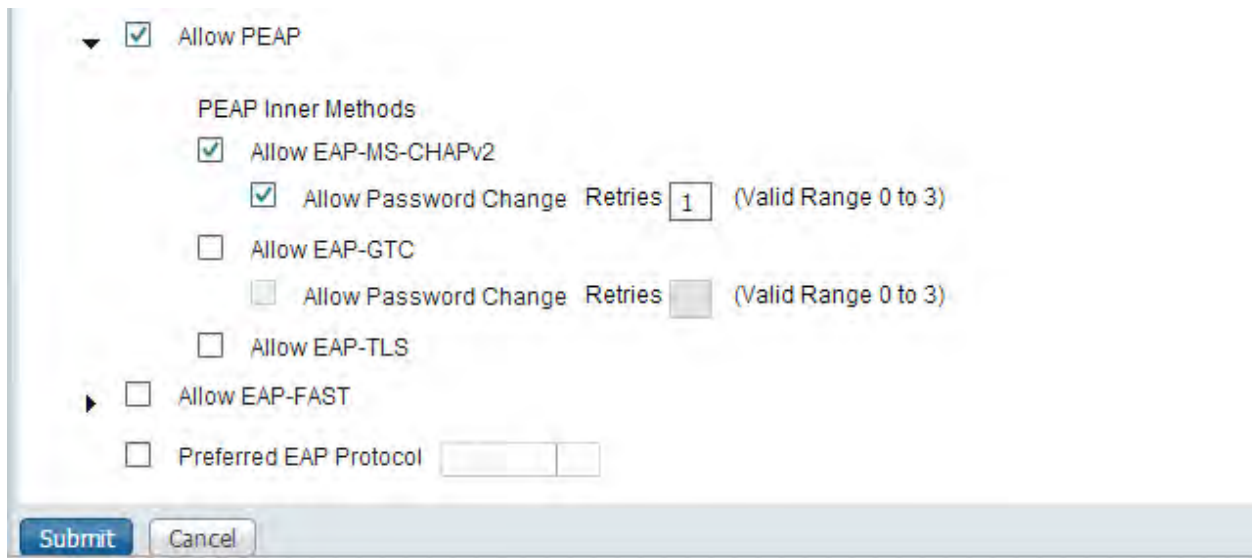 Allow PEAP
PEAP Inner Methods
Allow EAP-MS-CHAPv2
Allow Password Change Retries 1 (Valid Range 0 to 3)
Allow EAP-GTC
Allow Password Change Retries (Valid Range 0 to 3)
Allow EAP-TLS
Allow EAP-FAST
Preferred EAP Protocol
Submit Cancel